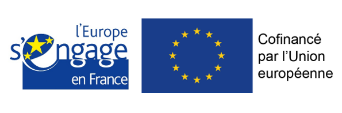 l'Europe
s'engage
en France
Cofinancé
par l'Union
européenne